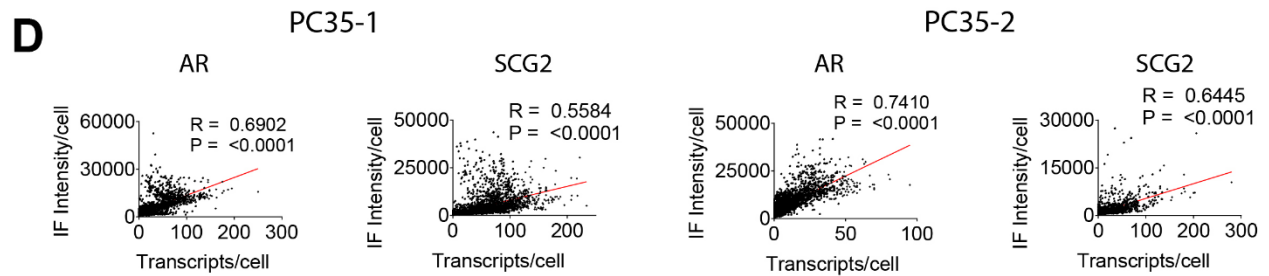 D
PC35-1
PC35-2
AR
SCG2
AR
SCG2
R = 0.6902
P = <0.0001
IF Intensity/cell
60000
30000
0
0 100 200 300
Transcripts/cell
R = 0.5584
P = <0.0001
IF Intensity/cell
50000
25000
0
0 100 200
Transcripts/cell
R = 0.7410
P = <0.0001
IF Intensity/cell
50000
25000
0
0 50 100
Transcripts/cell
R = 0.6445
P = <0.0001
IF Intensity/cell
30000
15000
0
0 100 200 300
Transcripts/cell